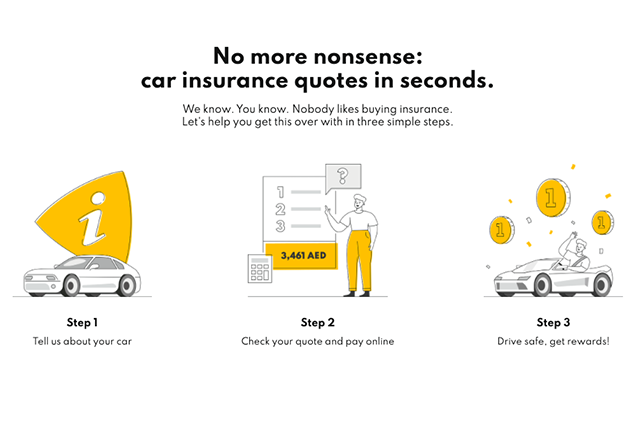 No more nonsense:
car insurance quotes in seconds.
We know. You know. Nobody likes buying insurance.
Let's help you get this over with in three simple steps.
i
?
1
2
3
3,461 AED
1
1
1
Step 1
Step 2
Step 3
Tell us about your car
Check your quote and pay online
Drive safe, get rewards!